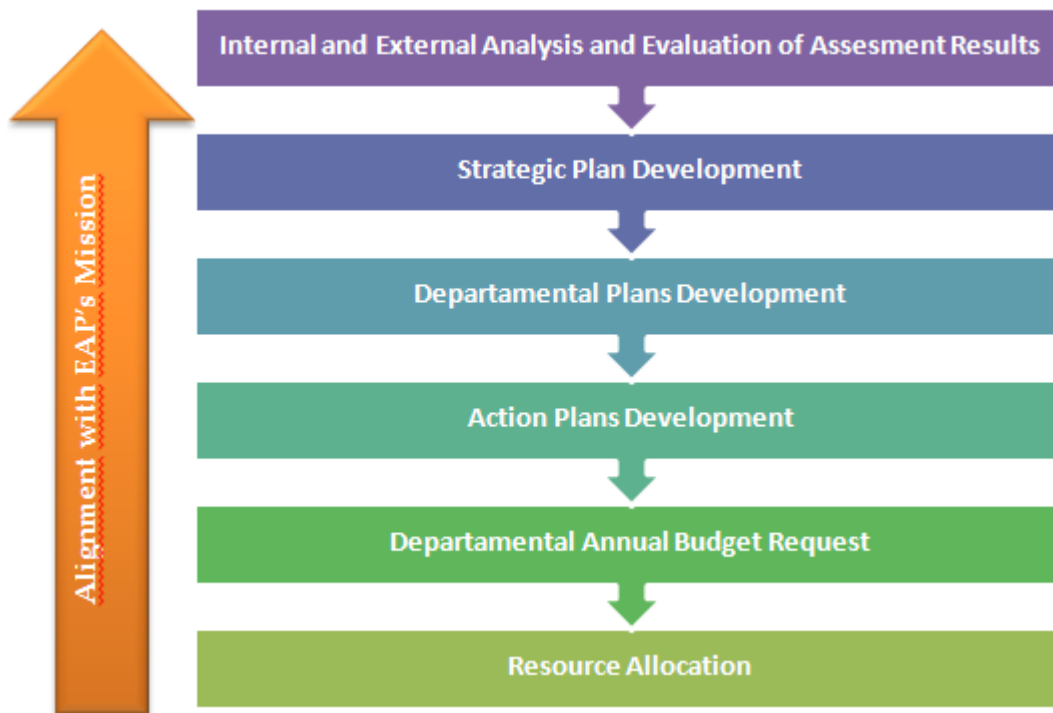 Internal and External Analysis and Evaluation of Assesment Results
Strategic Plan Development
Departamental Plans Development
Action Plans Development
Departamental Annual Budget Request
Resource Allocation
Alignment with EAP's Mission